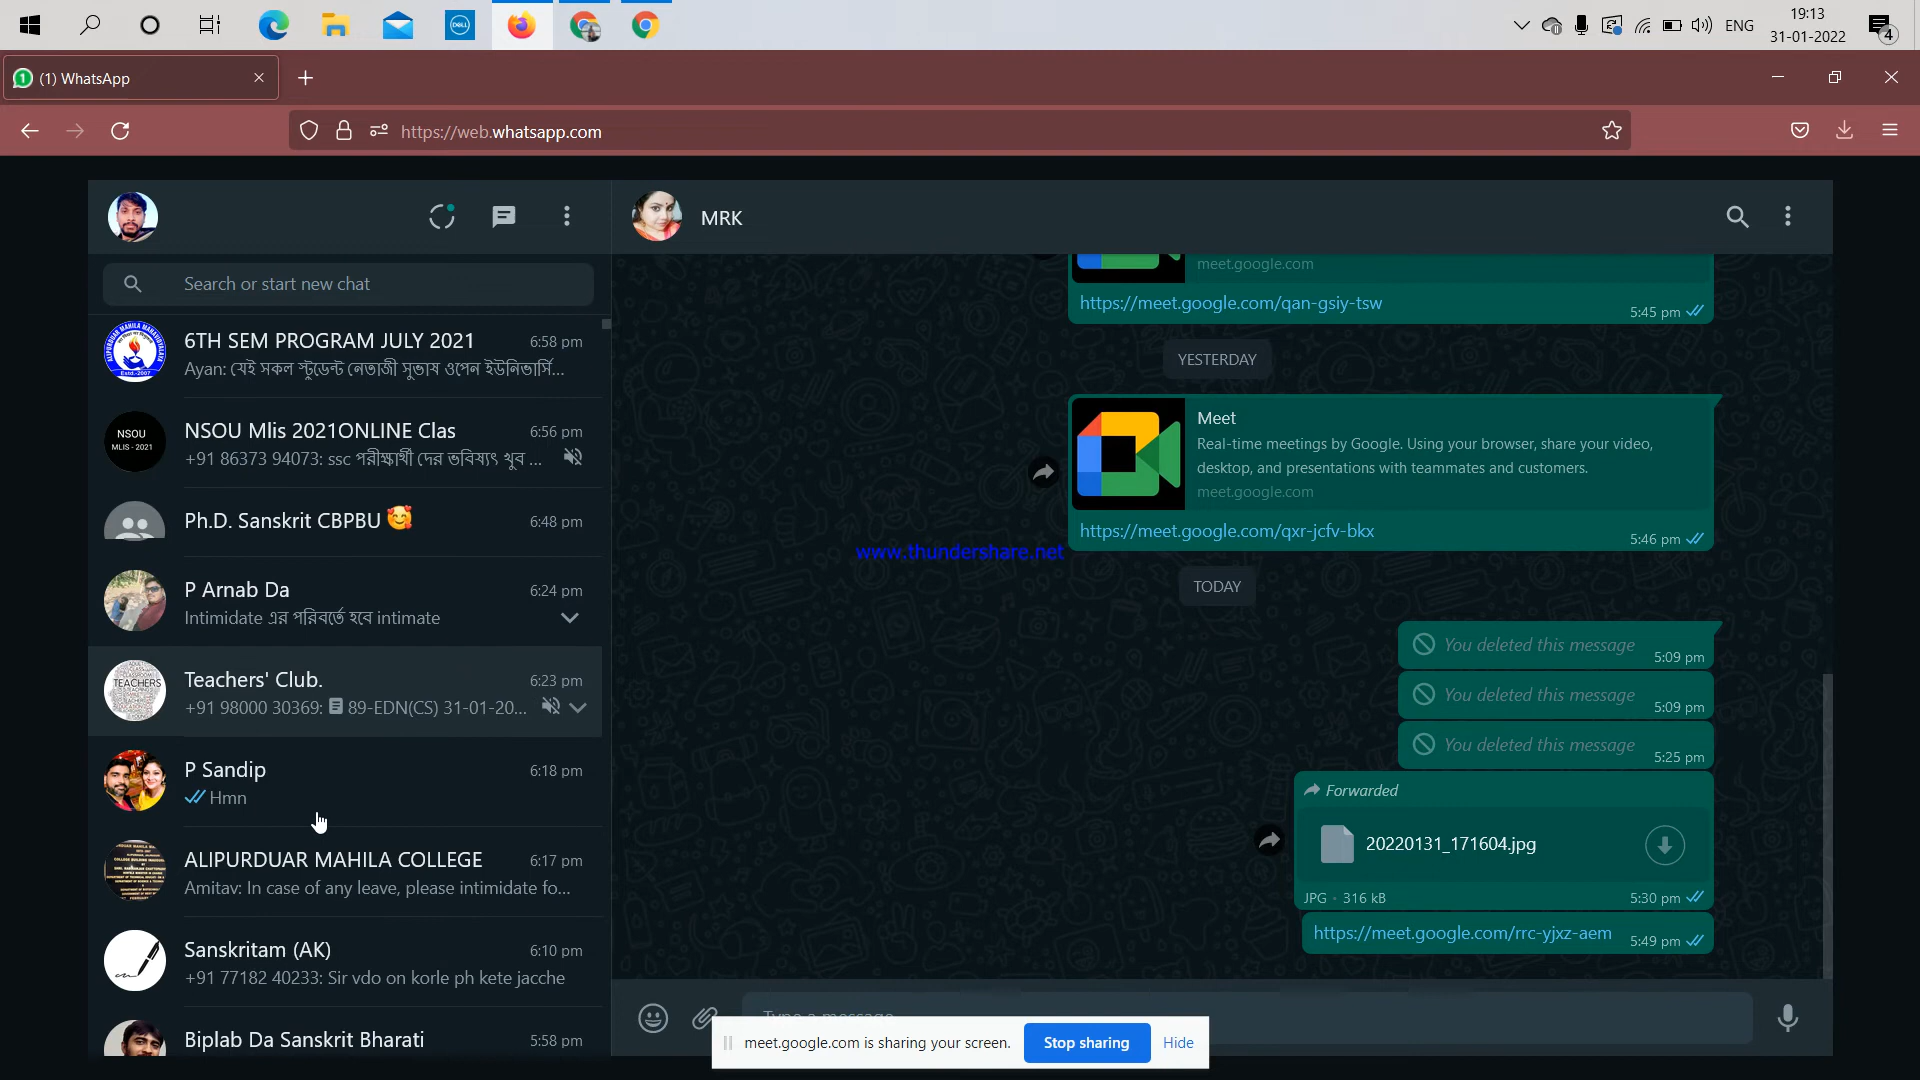 ENG
19:13
31-01-2022
4
(1) WhatsApp
https://web.whatsapp.com
MRK
Search or start new chat
6TH SEM PROGRAM JULY 2021 6:58 pm
Ayan: যেই সকল স্টুডেন্ট নেতাজী সুভাষ ওপেন ইউনিভার্সি...
NSOU
MLIS - 2021
NSOU Mlis 2021ONLINE Clas 6:56 pm
+91 86373 94073: ssc পরীক্ষার্থী দের ভবিষ্যৎ খুব ...
Ph.D. Sanskrit CBPBU 🥰 6:48 pm
P Arnab Da 6:24 pm
Intimidate এর পরিবর্তে হবে intimate
TEACHERS
Teachers' Club. 6:23 pm
+91 98000 30369: 89-EDN(CS) 31-01-20...
P Sandip 6:18 pm
Hmn
ALIPURDUAR MAHILA COLLEGE 6:17 pm
Amitav: In case of any leave, please intimidate fo...
Sanskritam (AK) 6:10 pm
+91 77182 40233: Sir vdo on korle ph kete jacche
Biplab Da Sanskrit Bharati 5:58 pm
meet.google.com
https://meet.google.com/qan-gsiy-tsw
5:45 pm
YESTERDAY
Meet
Real-time meetings by Google. Using your browser, share your video,
desktop, and presentations with teammates and customers.
meet.google.com
https://meet.google.com/qxr-jcfv-bkx
5:46 pm
www.thundershare.net
TODAY
You deleted this message
5:09 pm
You deleted this message
5:09 pm
You deleted this message
5:25 pm
Forwarded
20220131_171604.jpg
JPG • 316 kB 5:30 pm
https://meet.google.com/rrc-yjxz-aem 5:49 pm
Type a message
meet.google.com is sharing your screen. Stop sharing Hide